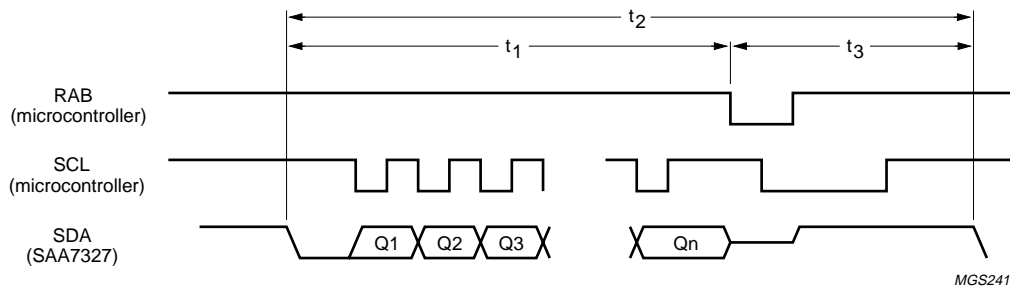 t2
t1
t3
RAB
(microcontroller)
SCL
(microcontroller)
SDA
(SAA7327)
Q1
Q2
Q3
Qn
MGS241